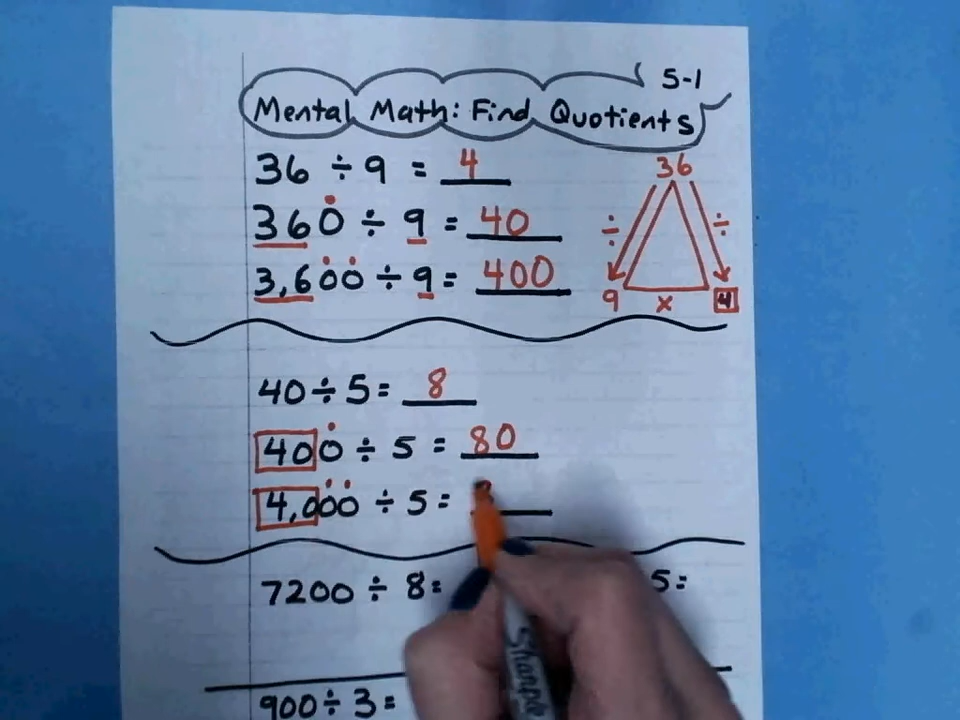 5-1
Mental Math: Find Quotients
36 ÷ 9 = 4
360 ÷ 9 = 40
3,600 ÷ 9 = 400
36
÷ ÷
9 x 4
40 ÷ 5 = 8
400 ÷ 5 = 80
4,000 ÷ 5 =
7200 ÷ 8 =
5 =
900 ÷ 3 =
Sharpie